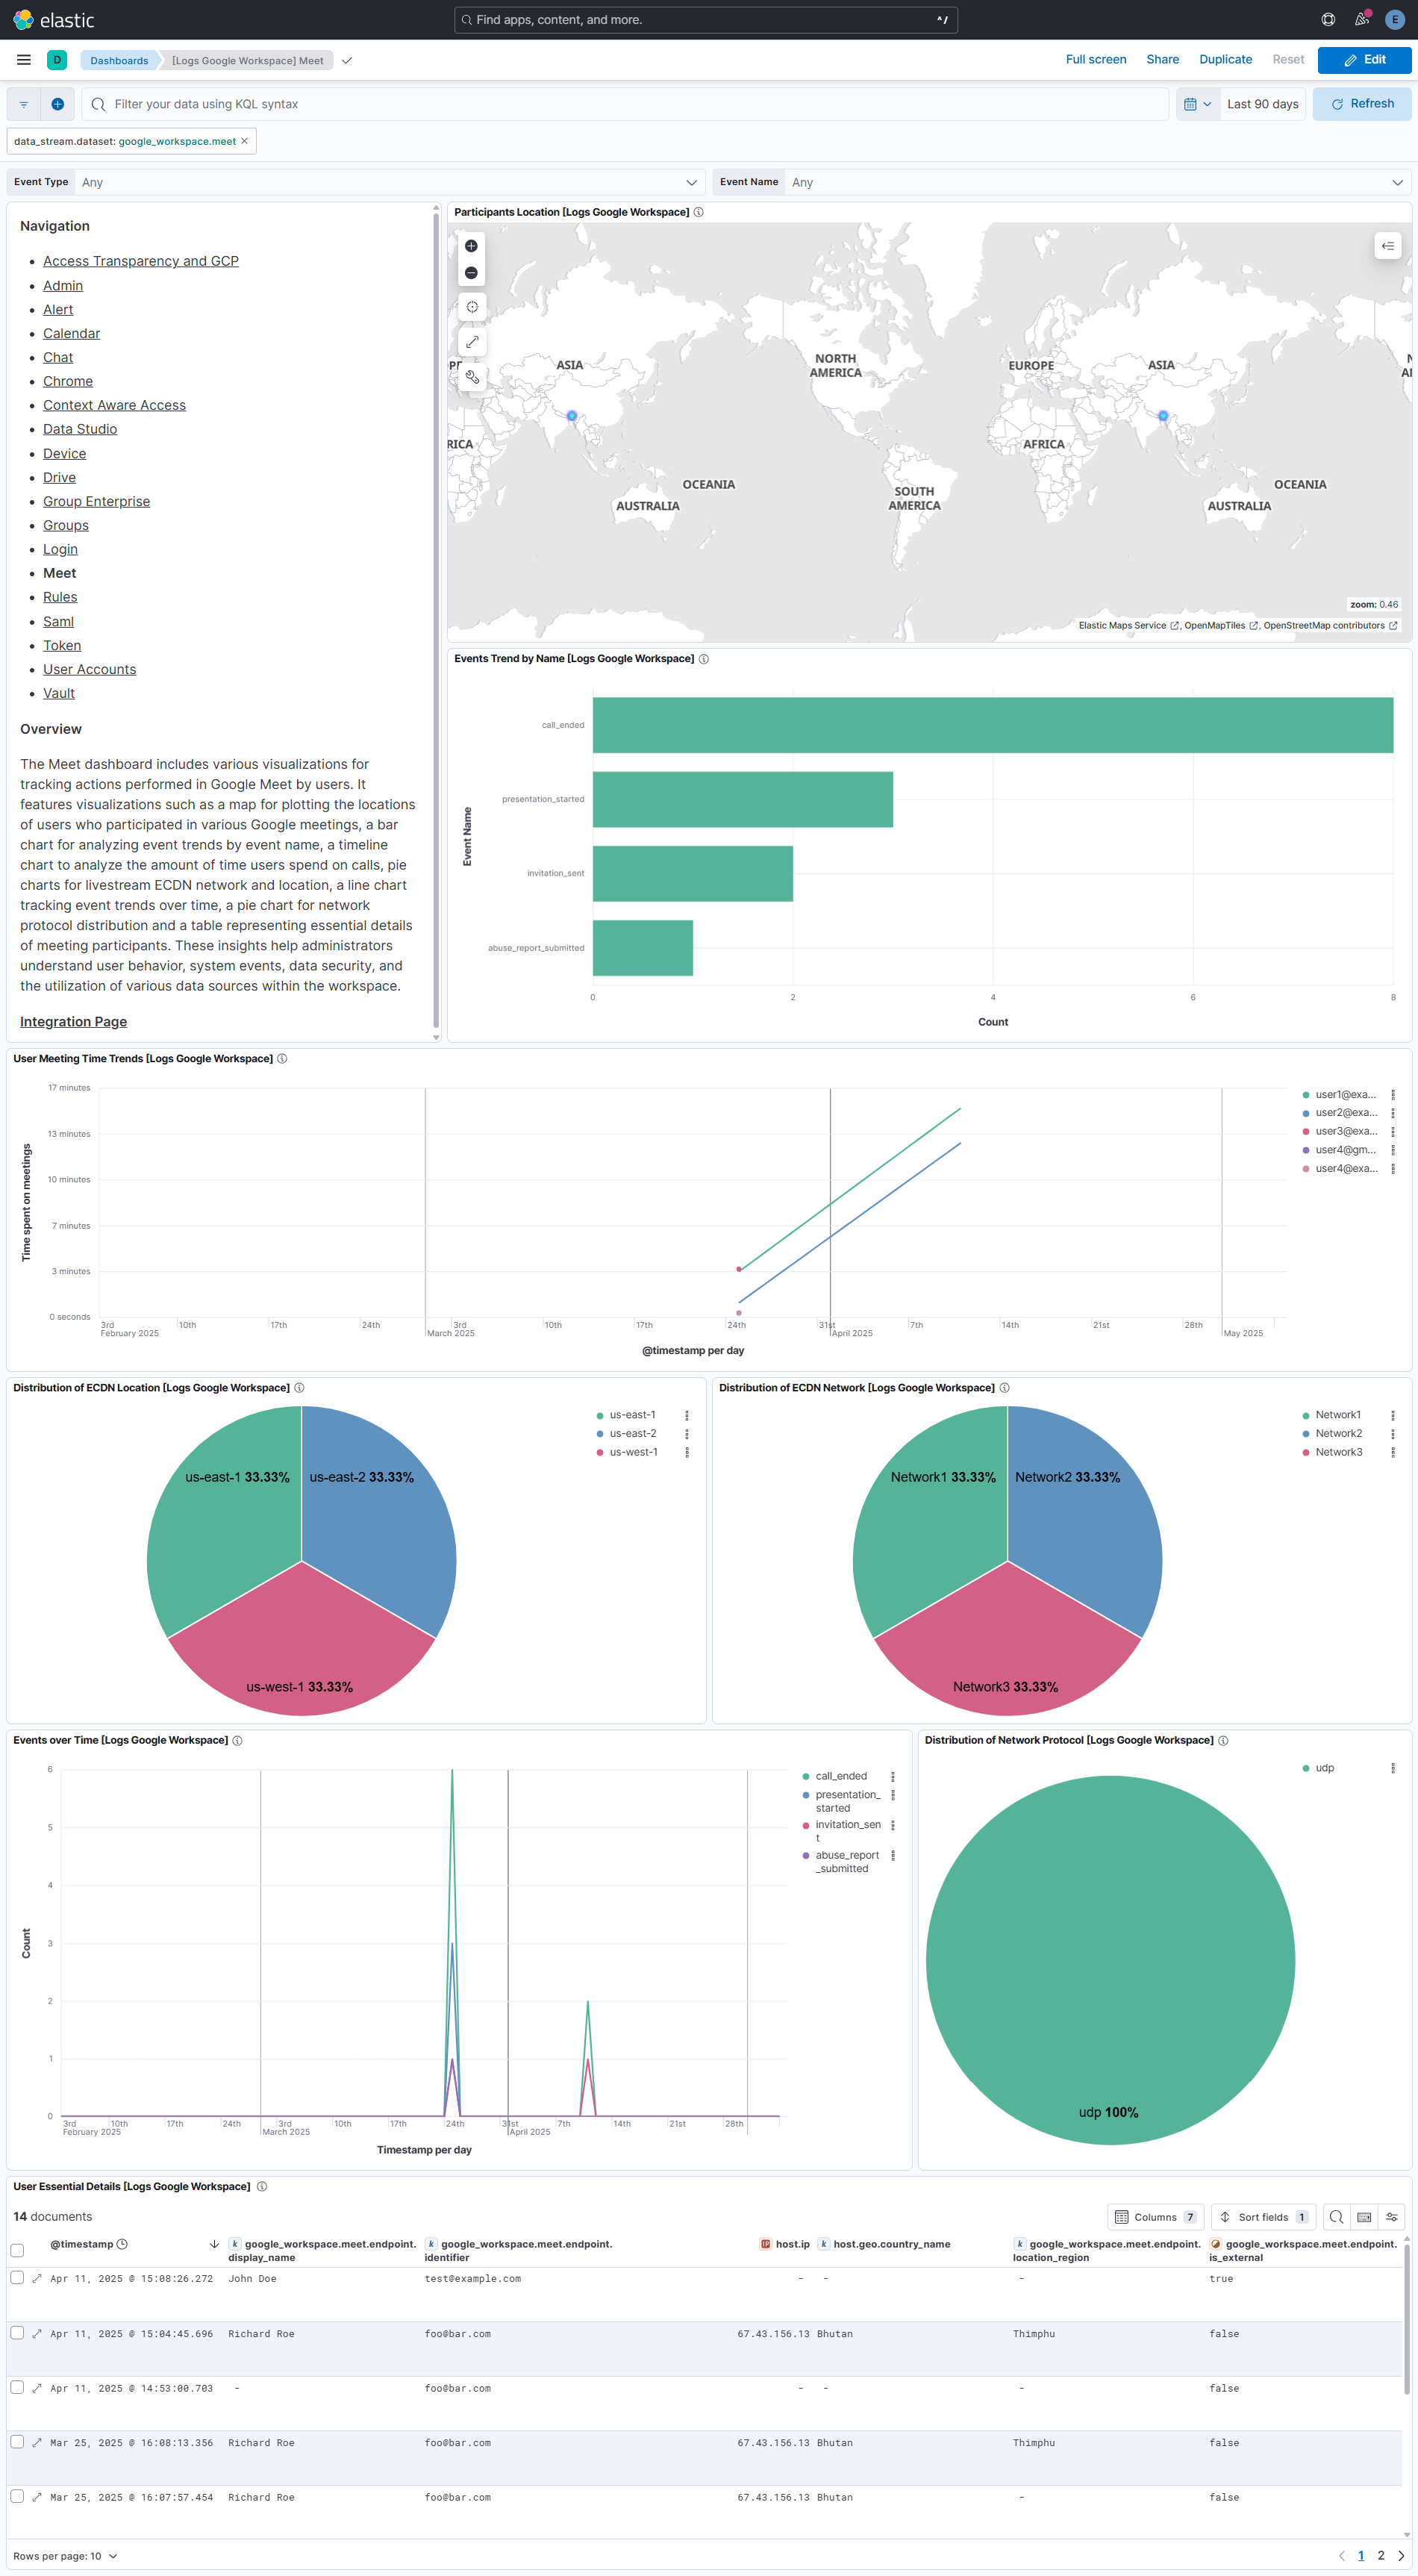 elastic
Find apps, content, and more.
^/
E
D
Dashboards
[Logs Google Workspace] Meet
Full screen
Share
Duplicate
Reset
Edit
Filter your data using KQL syntax
Last 90 days
Refresh
data_stream.dataset: google_workspace.meet ×
Event Type Any
Event Name Any
Navigation
• Access Transparency and GCP
• Admin
• Alert
• Calendar
• Chat
• Chrome
• Context Aware Access
• Data Studio
• Device
• Drive
• Group Enterprise
• Groups
• Login
• Meet
• Rules
• Saml
• Token
• User Accounts
• Vault
Overview
The Meet dashboard includes various visualizations for
tracking actions performed in Google Meet by users. It
features visualizations such as a map for plotting the locations
of users who participated in various Google meetings, a bar
chart for analyzing event trends by event name, a timeline
chart to analyze the amount of time users spend on calls, pie
charts for livestream ECDN network and location, a line chart
tracking event trends over time, a pie chart for network
protocol distribution and a table representing essential details
of meeting participants. These insights help administrators
understand user behavior, system events, data security, and
the utilization of various data sources within the workspace.
Integration Page
Participants Location [Logs Google Workspace]
ASIA
NORTH
AMERICA
EUROPE
ASIA
RICA
AFRICA
OCEANIA
SOUTH
AMERICA
OCEANIA
AUSTRALIA
AUSTRALIA
zoom: 0.46
Elastic Maps Service , OpenMapTiles , OpenStreetMap contributors
Events Trend by Name [Logs Google Workspace]
call_ended
presentation_started
invitation_sent
abuse_report_submitted
Event Name
0 2 4 6 8
Count
User Meeting Time Trends [Logs Google Workspace]
17 minutes
13 minutes
10 minutes
7 minutes
3 minutes
0 seconds
Time spent on meetings
3rd 10th 17th 24th 3rd 10th 17th 24th 31st 7th 14th 21st 28th
February 2025 March 2025 April 2025 May 2025
@timestamp per day
user1@exa...
user2@exa...
user3@exa...
user4@gm...
user4@exa...
Distribution of ECDN Location [Logs Google Workspace]
us-east-1 33.33%
us-east-2 33.33%
us-west-1 33.33%
us-east-1
us-east-2
us-west-1
Distribution of ECDN Network [Logs Google Workspace]
Network1 33.33%
Network2 33.33%
Network3 33.33%
Network1
Network2
Network3
Events over Time [Logs Google Workspace]
6
5
4
3
2
1
0
Count
3rd 10th 17th 24th 3rd 10th 17th 24th 31st 7th 14th 21st 28th
February 2025 March 2025 April 2025
Timestamp per day
call_ended
presentation_
started
invitation_sen
t
abuse_report
_submitted
Distribution of Network Protocol [Logs Google Workspace]
udp
udp 100%
User Essential Details [Logs Google Workspace]
14 documents
Columns 7
Sort fields 1
@timestamp k google_workspace.meet.endpoint. k google_workspace.meet.endpoint. IP host.ip k host.geo.country_name k google_workspace.meet.endpoint. google_workspace.meet.endpoint.
display_name identifier location_region is_external
Apr 11, 2025 @ 15:08:26.272 John Doe test@example.com - - - true
Apr 11, 2025 @ 15:04:45.696 Richard Roe foo@bar.com 67.43.156.13 Bhutan Thimphu false
Apr 11, 2025 @ 14:53:00.703 - foo@bar.com - - - false
Mar 25, 2025 @ 16:08:13.356 Richard Roe foo@bar.com 67.43.156.13 Bhutan Thimphu false
Mar 25, 2025 @ 16:07:57.454 Richard Roe foo@bar.com 67.43.156.13 Bhutan - false
Rows per page: 10
1 2